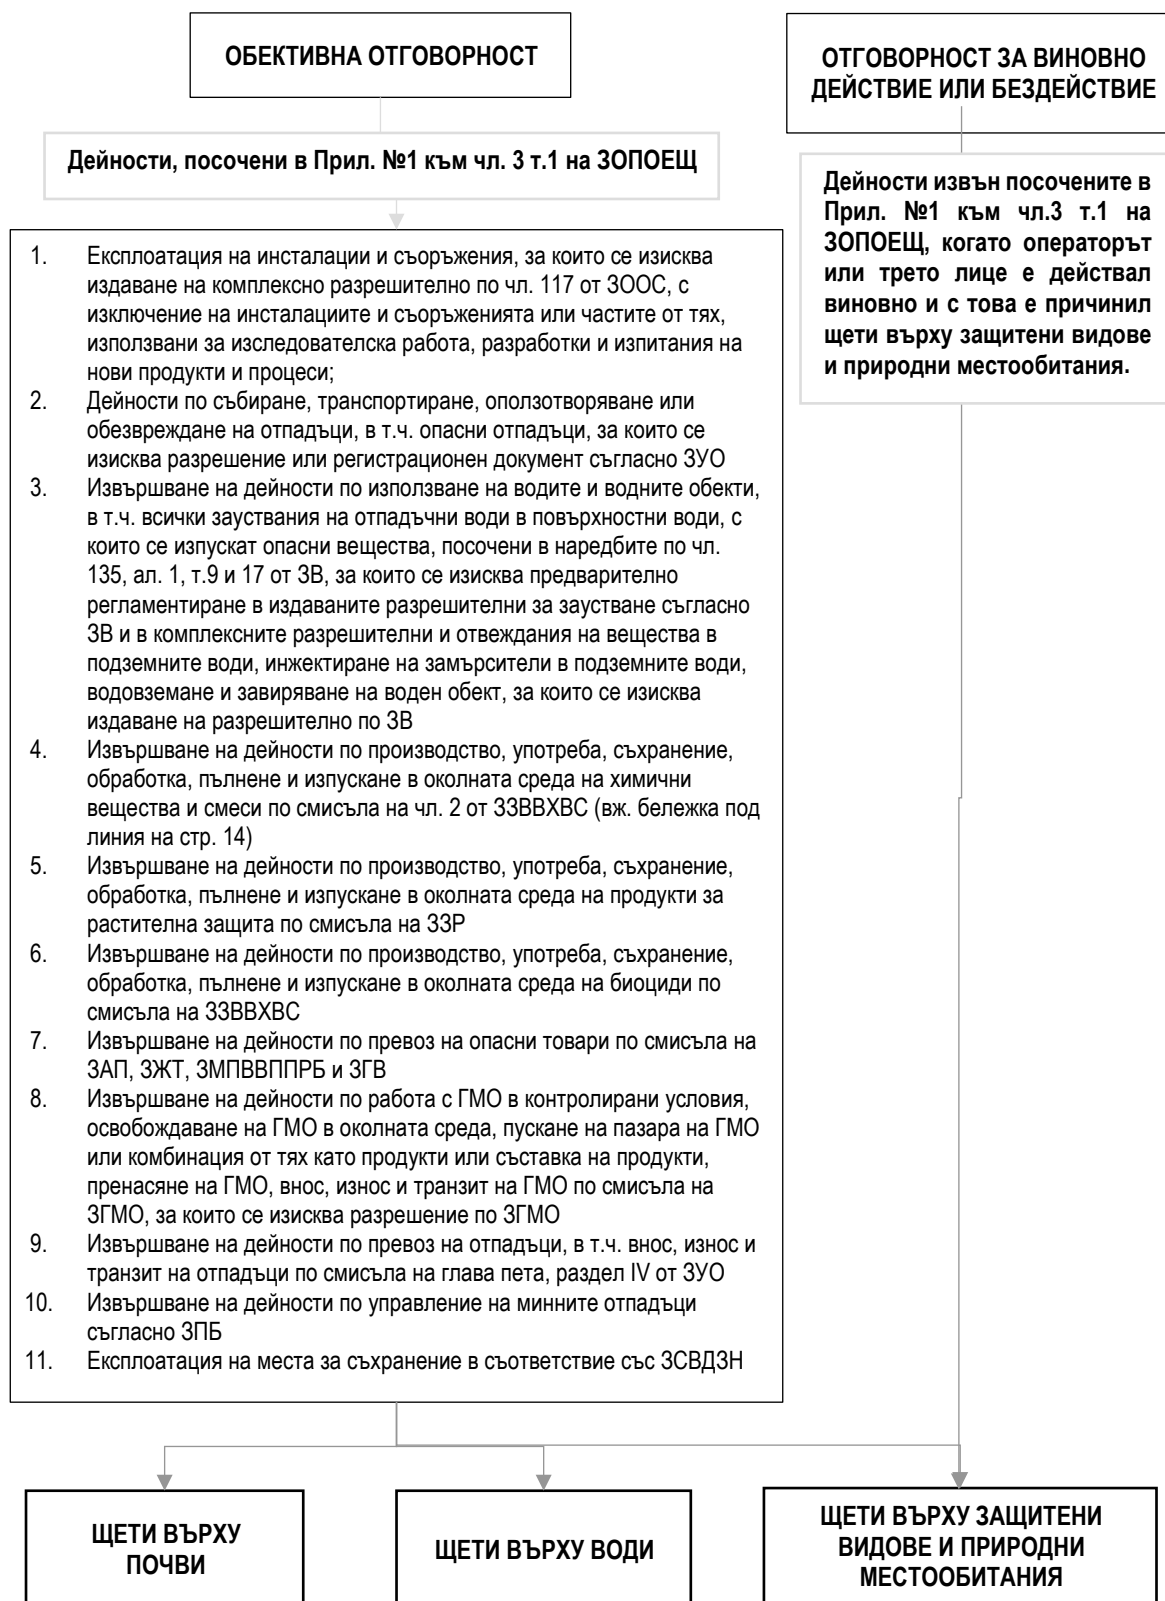 ОБЕКТИВНА ОТГОВОРНОСТ
ОТГОВОРНОСТ ЗА ВИНОВНО
ДЕЙСТВИЕ ИЛИ БЕЗДЕЙСТВИЕ
Дейности, посочени в Прил. №1 към чл. 3 т.1 на ЗОПОЕЩ
Дейности извън посочените в
Прил. №1 към чл.3 т.1 на
ЗОПОЕЩ, когато операторът
или трето лице е действал
виновно и с това е причинил
щети върху защитени видове
и природни местообитания.
1. Експлоатация на инсталации и съоръжения, за които се изисква
издаване на комплексно разрешително по чл. 117 от ЗООС, с
изключение на инсталациите и съоръженията или частите от тях,
използвани за изследователска работа, разработки и изпитания на
нови продукти и процеси;
2. Дейности по събиране, транспортиране, оползотворяване или
обезвреждане на отпадъци, в т.ч. опасни отпадъци, за които се
изисква разрешение или регистрационен документ съгласно ЗУО
3. Извършване на дейности по използване на водите и водните обекти,
в т.ч. всички зауствания на отпадъчни води в повърхностни води, с
които се изпускат опасни вещества, посочени в наредбите по чл.
135, ал. 1, т.9 и 17 от ЗВ, за които се изисква предварително
регламентиране в издаваните разрешителни за заустване съгласно
ЗВ и в комплексните разрешителни и отвеждания на вещества в
подземните води, инжектиране на замърсители в подземните води,
водовземане и завиряване на воден обект, за които се изисква
издаване на разрешително по ЗВ
4. Извършване на дейности по производство, употреба, съхранение,
обработка, пълнене и изпускане в околната среда на химични
вещества и смеси по смисъла на чл. 2 от ЗЗВВХВС (вж. бележка под
линия на стр. 14)
5. Извършване на дейности по производство, употреба, съхранение,
обработка, пълнене и изпускане в околната среда на продукти за
растителна защита по смисъла на ЗЗР
6. Извършване на дейности по производство, употреба, съхранение,
обработка, пълнене и изпускане в околната среда на биоциди по
смисъла на ЗЗВВХВС
7. Извършване на дейности по превоз на опасни товари по смисъла на
ЗАП, ЗЖТ, ЗМПВВППРБ и ЗГВ
8. Извършване на дейности по работа с ГМО в контролирани условия,
освобождаване на ГМО в околната среда, пускане на пазара на ГМО
или комбинация от тях като продукти или съставка на продукти,
пренасяне на ГМО, внос, износ и транзит на ГМО по смисъла на
ЗГМО, за които се изисква разрешение по ЗГМО
9. Извършване на дейности по превоз на отпадъци, в т.ч. внос, износ и
транзит на отпадъци по смисъла на глава пета, раздел IV от ЗУО
10. Извършване на дейности по управление на минните отпадъци
съгласно ЗПБ
11. Експлоатация на места за съхранение в съответствие със ЗСВДЗН
ЩЕТИ ВЪРХУ
ПОЧВИ
ЩЕТИ ВЪРХУ ВОДИ
ЩЕТИ ВЪРХУ ЗАЩИТЕНИ
ВИДОВЕ И ПРИРОДНИ
МЕСТООБИТАНИЯ